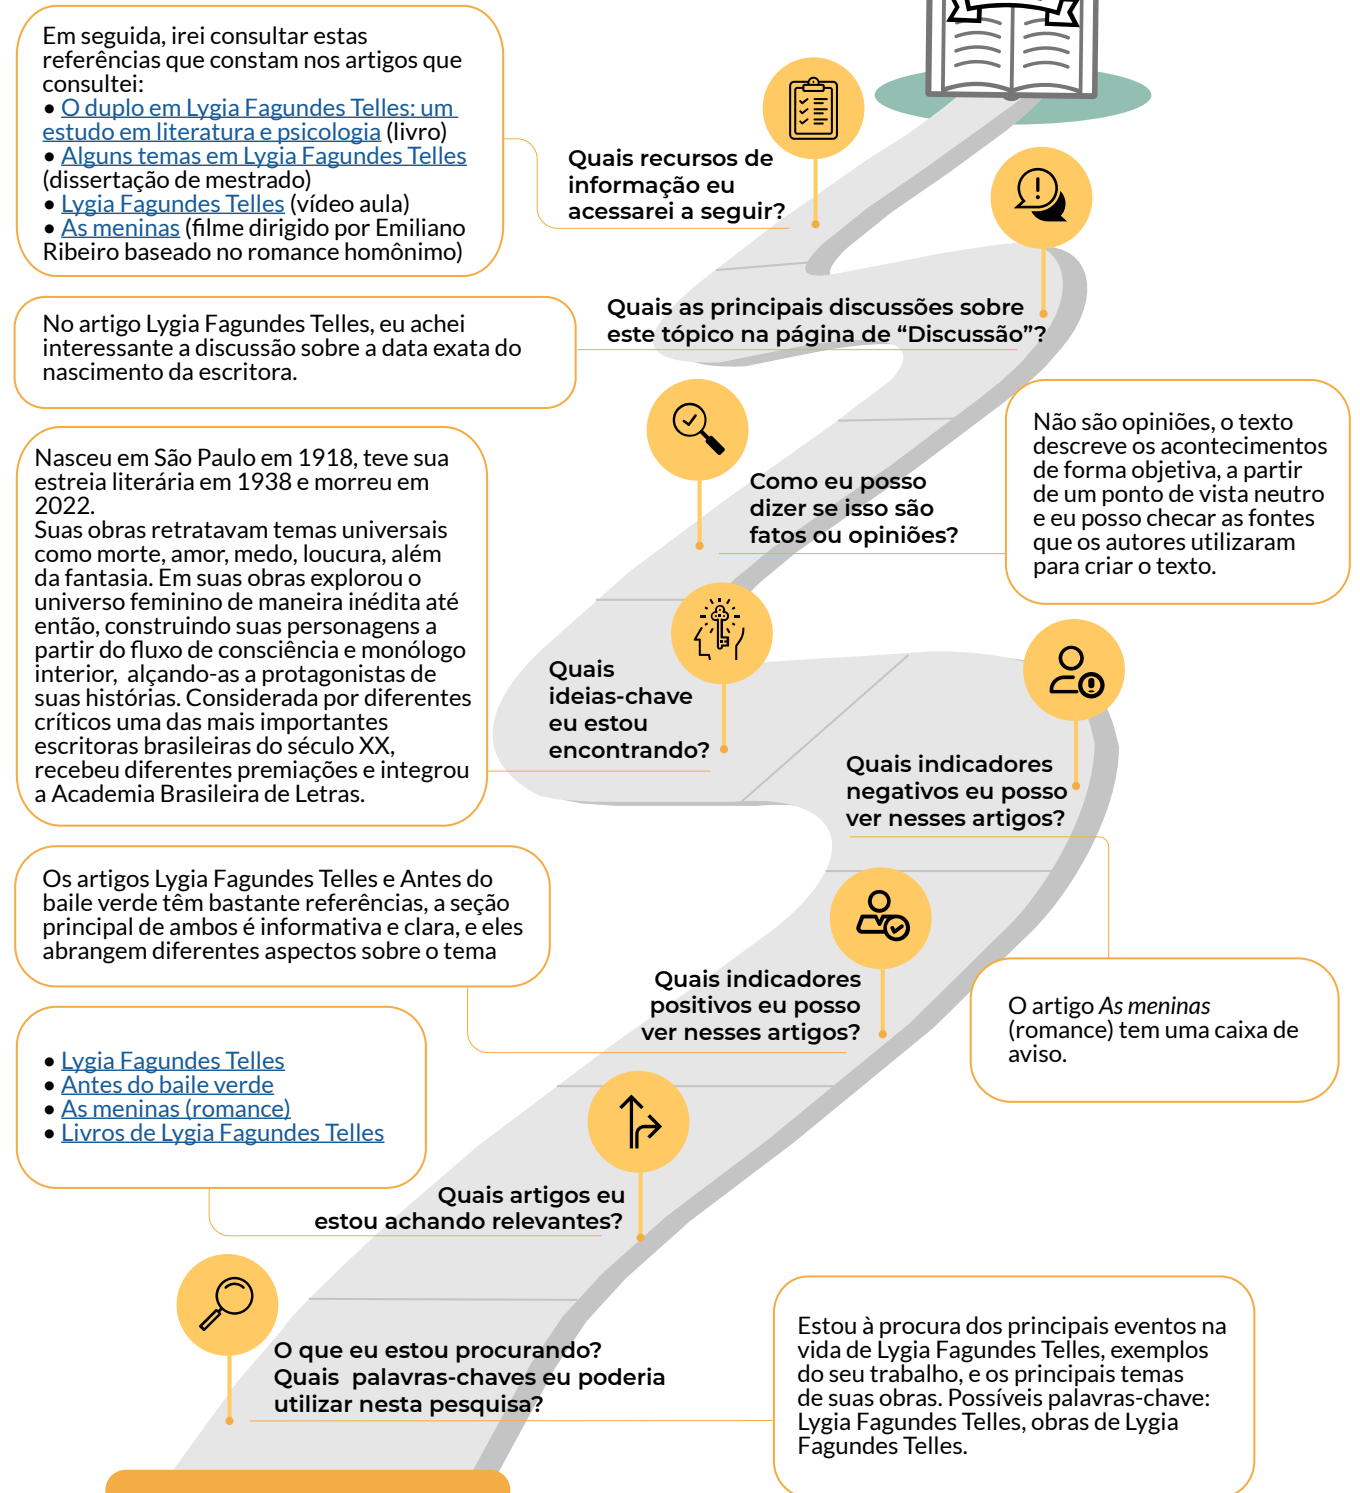 Em seguida, irei consultar estas
referências que constam nos artigos que
consultei:
• O duplo em Lygia Fagundes Telles: um
estudo em literatura e psicologia (livro)
• Alguns temas em Lygia Fagundes Telles
(dissertação de mestrado)
• Lygia Fagundes Telles (vídeo aula)
• As meninas (filme dirigido por Emiliano
Ribeiro baseado no romance homônimo)
Quais recursos de
informação eu
acessarei a seguir?
No artigo Lygia Fagundes Telles, eu achei
interessante a discussão sobre a data exata do
nascimento da escritora.
Quais as principais discussões sobre
este tópico na página de “Discussão”?
Nasceu em São Paulo em 1918, teve sua
estreia literária em 1938 e morreu em
2022.
Suas obras retratavam temas universais
como morte, amor, medo, loucura, além
da fantasia. Em suas obras explorou o
universo feminino de maneira inédita até
então, construindo suas personagens a
partir do fluxo de consciência e monólogo
interior,  alçando-as a protagonistas de
suas histórias. Considerada por diferentes
críticos uma das mais importantes
escritoras brasileiras do século XX,
recebeu diferentes premiações e integrou
a Academia Brasileira de Letras.
Como eu posso
dizer se isso são
fatos ou opiniões?
Não são opiniões, o texto
descreve os acontecimentos
de forma objetiva, a partir
de um ponto de vista neutro
e eu posso checar as fontes
que os autores utilizaram
para criar o texto.
Quais
ideias-chave
eu estou
encontrando?
Quais indicadores
negativos eu posso
ver nesses artigos?
Os artigos Lygia Fagundes Telles e Antes do
baile verde têm bastante referências, a seção
principal de ambos é informativa e clara, e eles
abrangem diferentes aspectos sobre o tema
Quais indicadores
positivos eu posso
ver nesses artigos?
O artigo As meninas
(romance) tem uma caixa de
aviso.
• Lygia Fagundes Telles
• Antes do baile verde
• As meninas (romance)
• Livros de Lygia Fagundes Telles
Quais artigos eu
estou achando relevantes?
O que eu estou procurando?
Quais  palavras-chaves eu poderia
utilizar nesta pesquisa?
Estou à procura dos principais eventos na
vida de Lygia Fagundes Telles, exemplos
do seu trabalho, e os principais temas
de suas obras. Possíveis palavras-chave:
Lygia Fagundes Telles, obras de Lygia
Fagundes Telles.